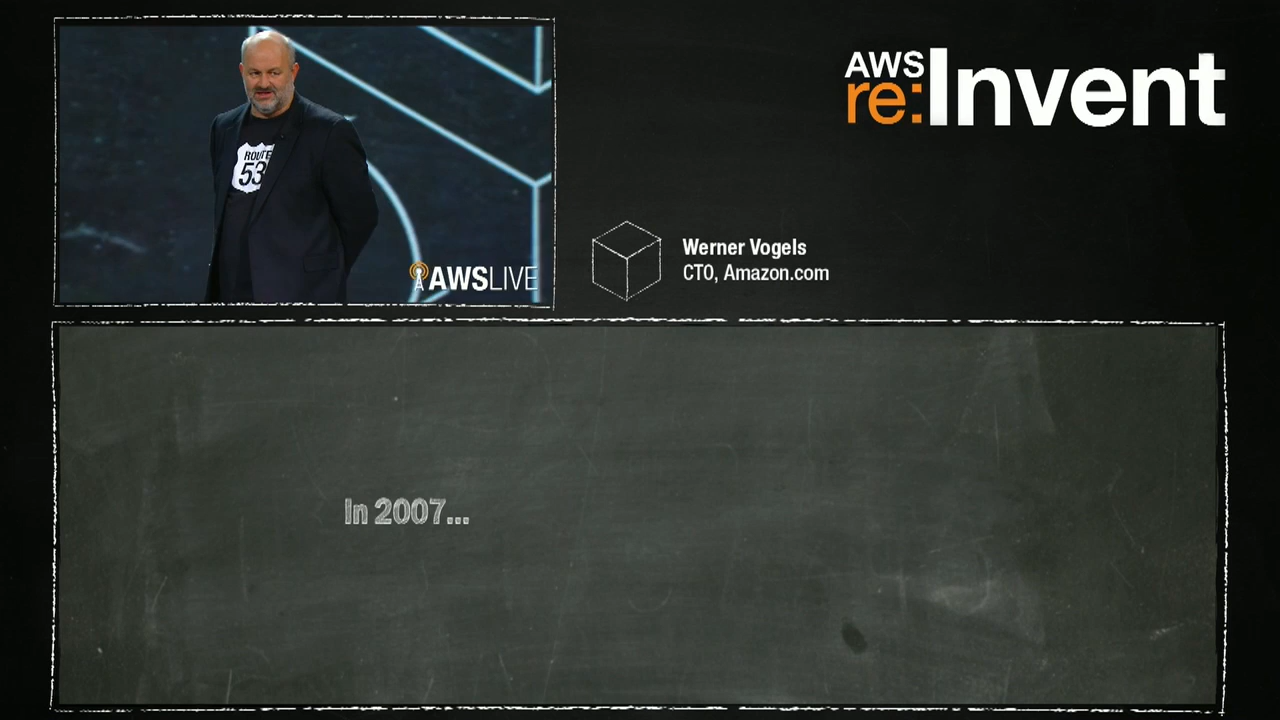 ROUTE
53
AWSLIVE
AWS
re:Invent
Werner Vogels
CTO, Amazon.com
In 2007...